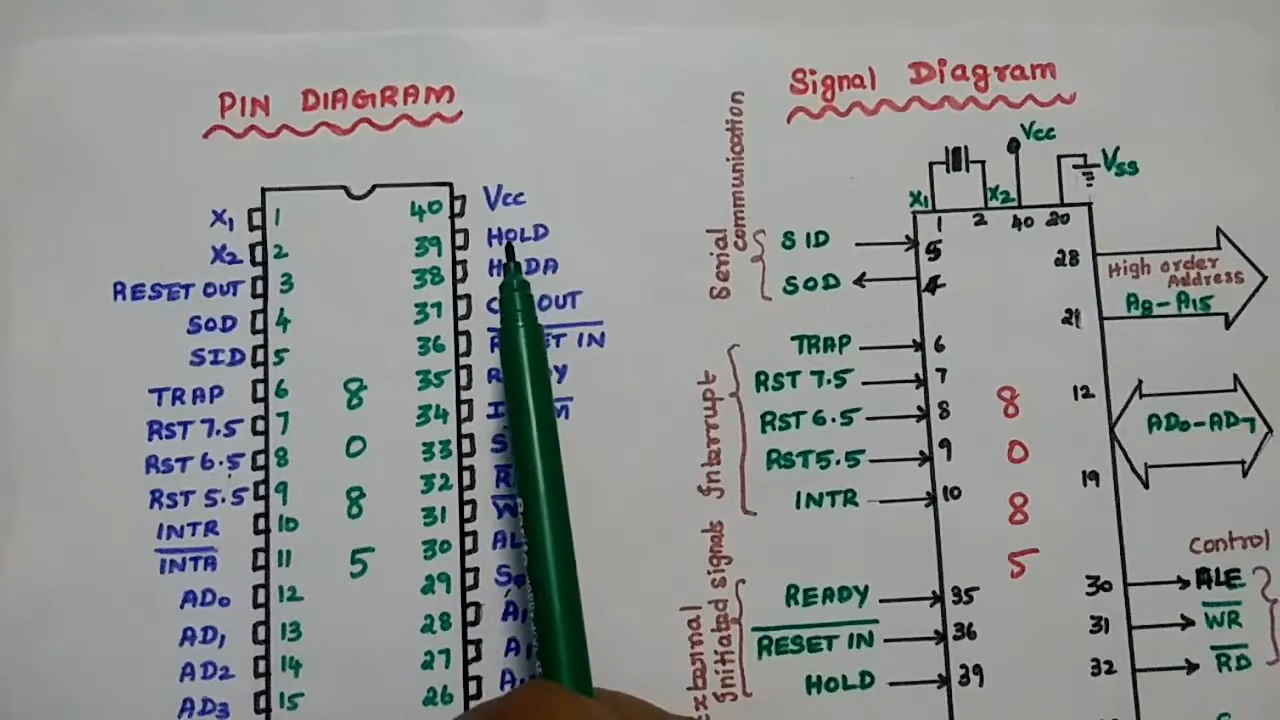 PIN DIAGRAM
X1 1 40 Vcc
X2 2 39 HOLD
RESET OUT 3 38
SOD 4 37 OUT
SID 5 36 IN
TRAP 6 35
RST 7.5 7 34
RST 6.5 8 33
RST 5.5 9 32
INTR 10 31
INTA 11 30
AD0 12 29
AD1 13 28
AD2 14 27
AD3 15 26
8
0
8
5
Signal Diagram
Serial communication
SID 5
SOD 4
X1 1
X2 2
Vcc 40
Vss 20
28
High order
Address
A8-A15
21
Interrupt
TRAP 6
RST 7.5 7
RST 6.5 8
RST 5.5 9
INTR 10
12
AD0-AD7
19
8
0
8
5
External
Initiated signals
READY 35
RESET IN 36
HOLD 39
Control
30 ALE
31 WR
32 RD